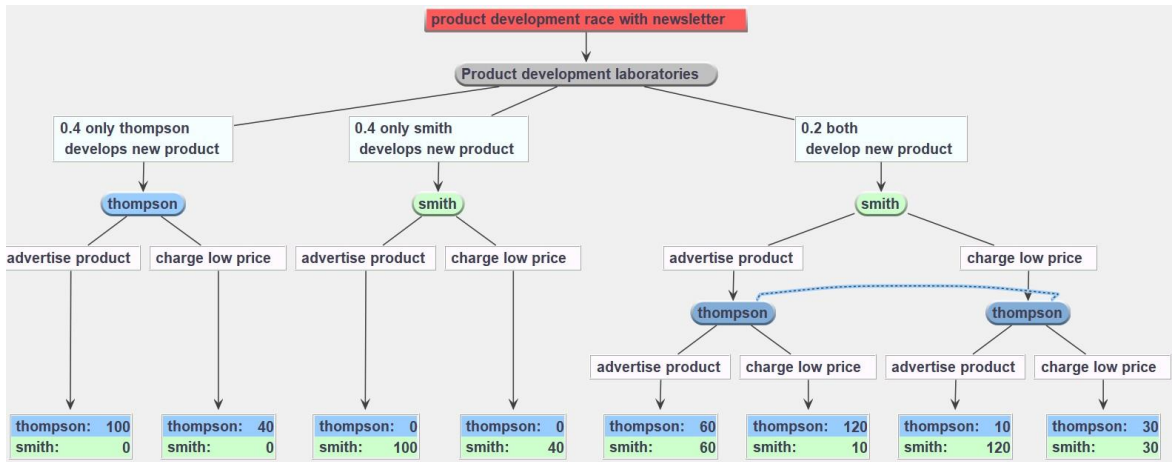 product development race with newsletter
Product development laboratories
0.4 only thompson
develops new product
0.4 only smith
develops new product
0.2 both
develop new product
thompson
smith
smith
advertise product
charge low price
advertise product
charge low price
advertise product
charge low price
thompson
thompson
advertise product
charge low price
advertise product
charge low price
thompson: 100
smith: 0
thompson: 40
smith: 0
thompson: 0
smith: 100
thompson: 0
smith: 40
thompson: 60
smith: 60
thompson: 120
smith: 10
thompson: 10
smith: 120
thompson: 30
smith: 30